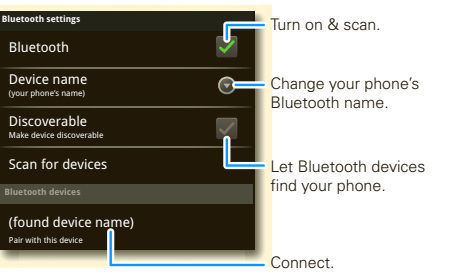 Bluetooth settings
Bluetooth
Device name
(your phone's name)
Discoverable
Make device discoverable
Scan for devices
Bluetooth devices
(found device name)
Pair with this device
Turn on & scan.
Change your phone's
Bluetooth name.
Let Bluetooth devices
find your phone.
Connect.